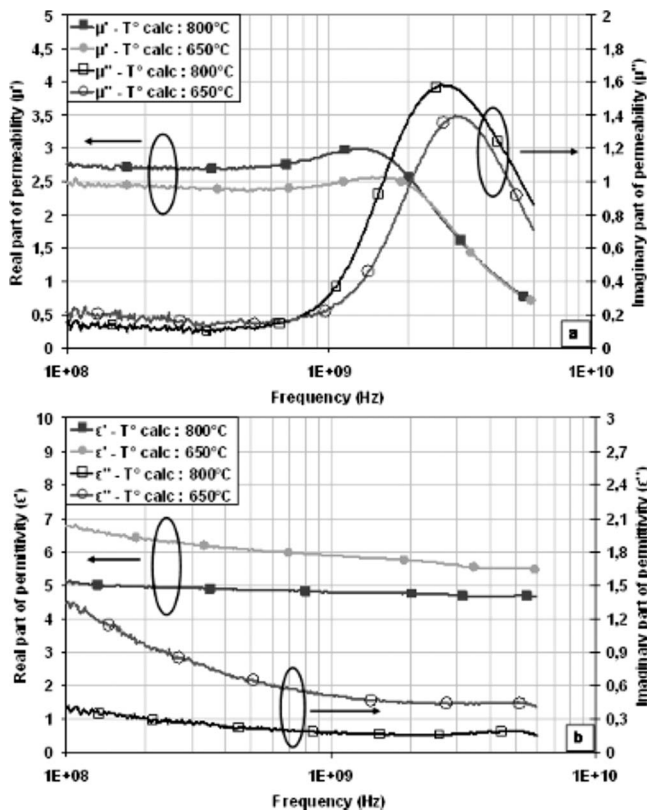 Real part of permeability (μ')
5
4,5
4
3,5
3
2,5
2
1,5
1
0,5
0
μ' - T° calc : 800°C
μ' - T° calc : 650°C
μ'' - T° calc : 800°C
μ'' - T° calc : 650°C
2
1,8
1,6
1,4
1,2
1
0,8
0,6
0,4
0,2
0
Imaginary part of permeability (μ'')
a
1E+08
1E+09
1E+10
Frequency (Hz)
Real part of permittivity (ε')
10
9
8
7
6
5
4
3
2
1
0
ε' - T° calc : 800°C
ε' - T° calc : 650°C
ε'' - T° calc : 800°C
ε'' - T° calc : 650°C
3
2,7
2,4
2,1
1,8
1,5
1,2
0,9
0,6
0,3
0
Imaginary part of permittivity (ε'')
b
1E+08
1E+09
1E+10
Frequency (Hz)